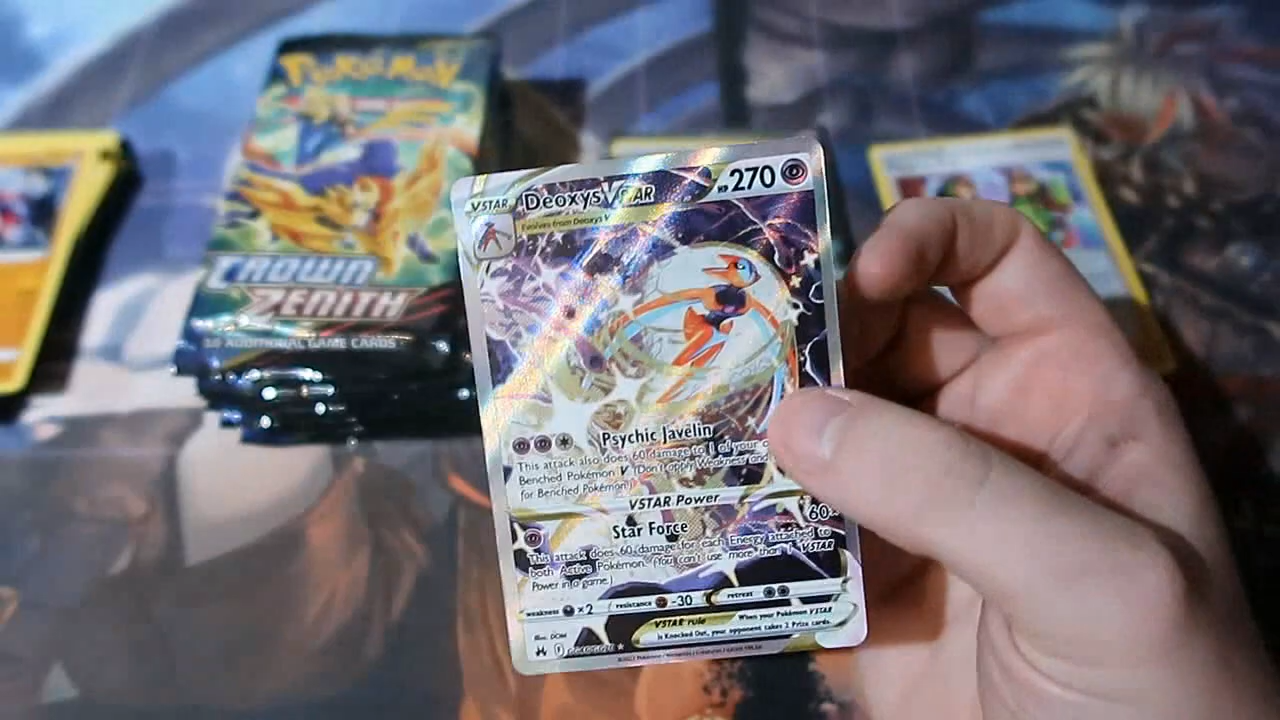 Pokémon
CROWN
ZENITH
10 ADDITIONAL GAME CARDS
VSTAR Deoxys VSTAR HP 270
Evolves from Deoxys V
Psychic Javelin
This attack also does 60 damage to 1 of your
Benched Pokémon V. (Don't apply Weakness and
for Benched Pokémon.)
VSTAR Power
Star Force 60×
This attack does 60 damage for each Energy attached to
both Active Pokémon. (You can't use more than 1 VSTAR
Power in a game.)
weakness ×2 resistance -30 retreat
VSTAR rule When your Pokémon VSTAR
is Knocked Out, your opponent takes 2 Prize cards.
Illus. DOM